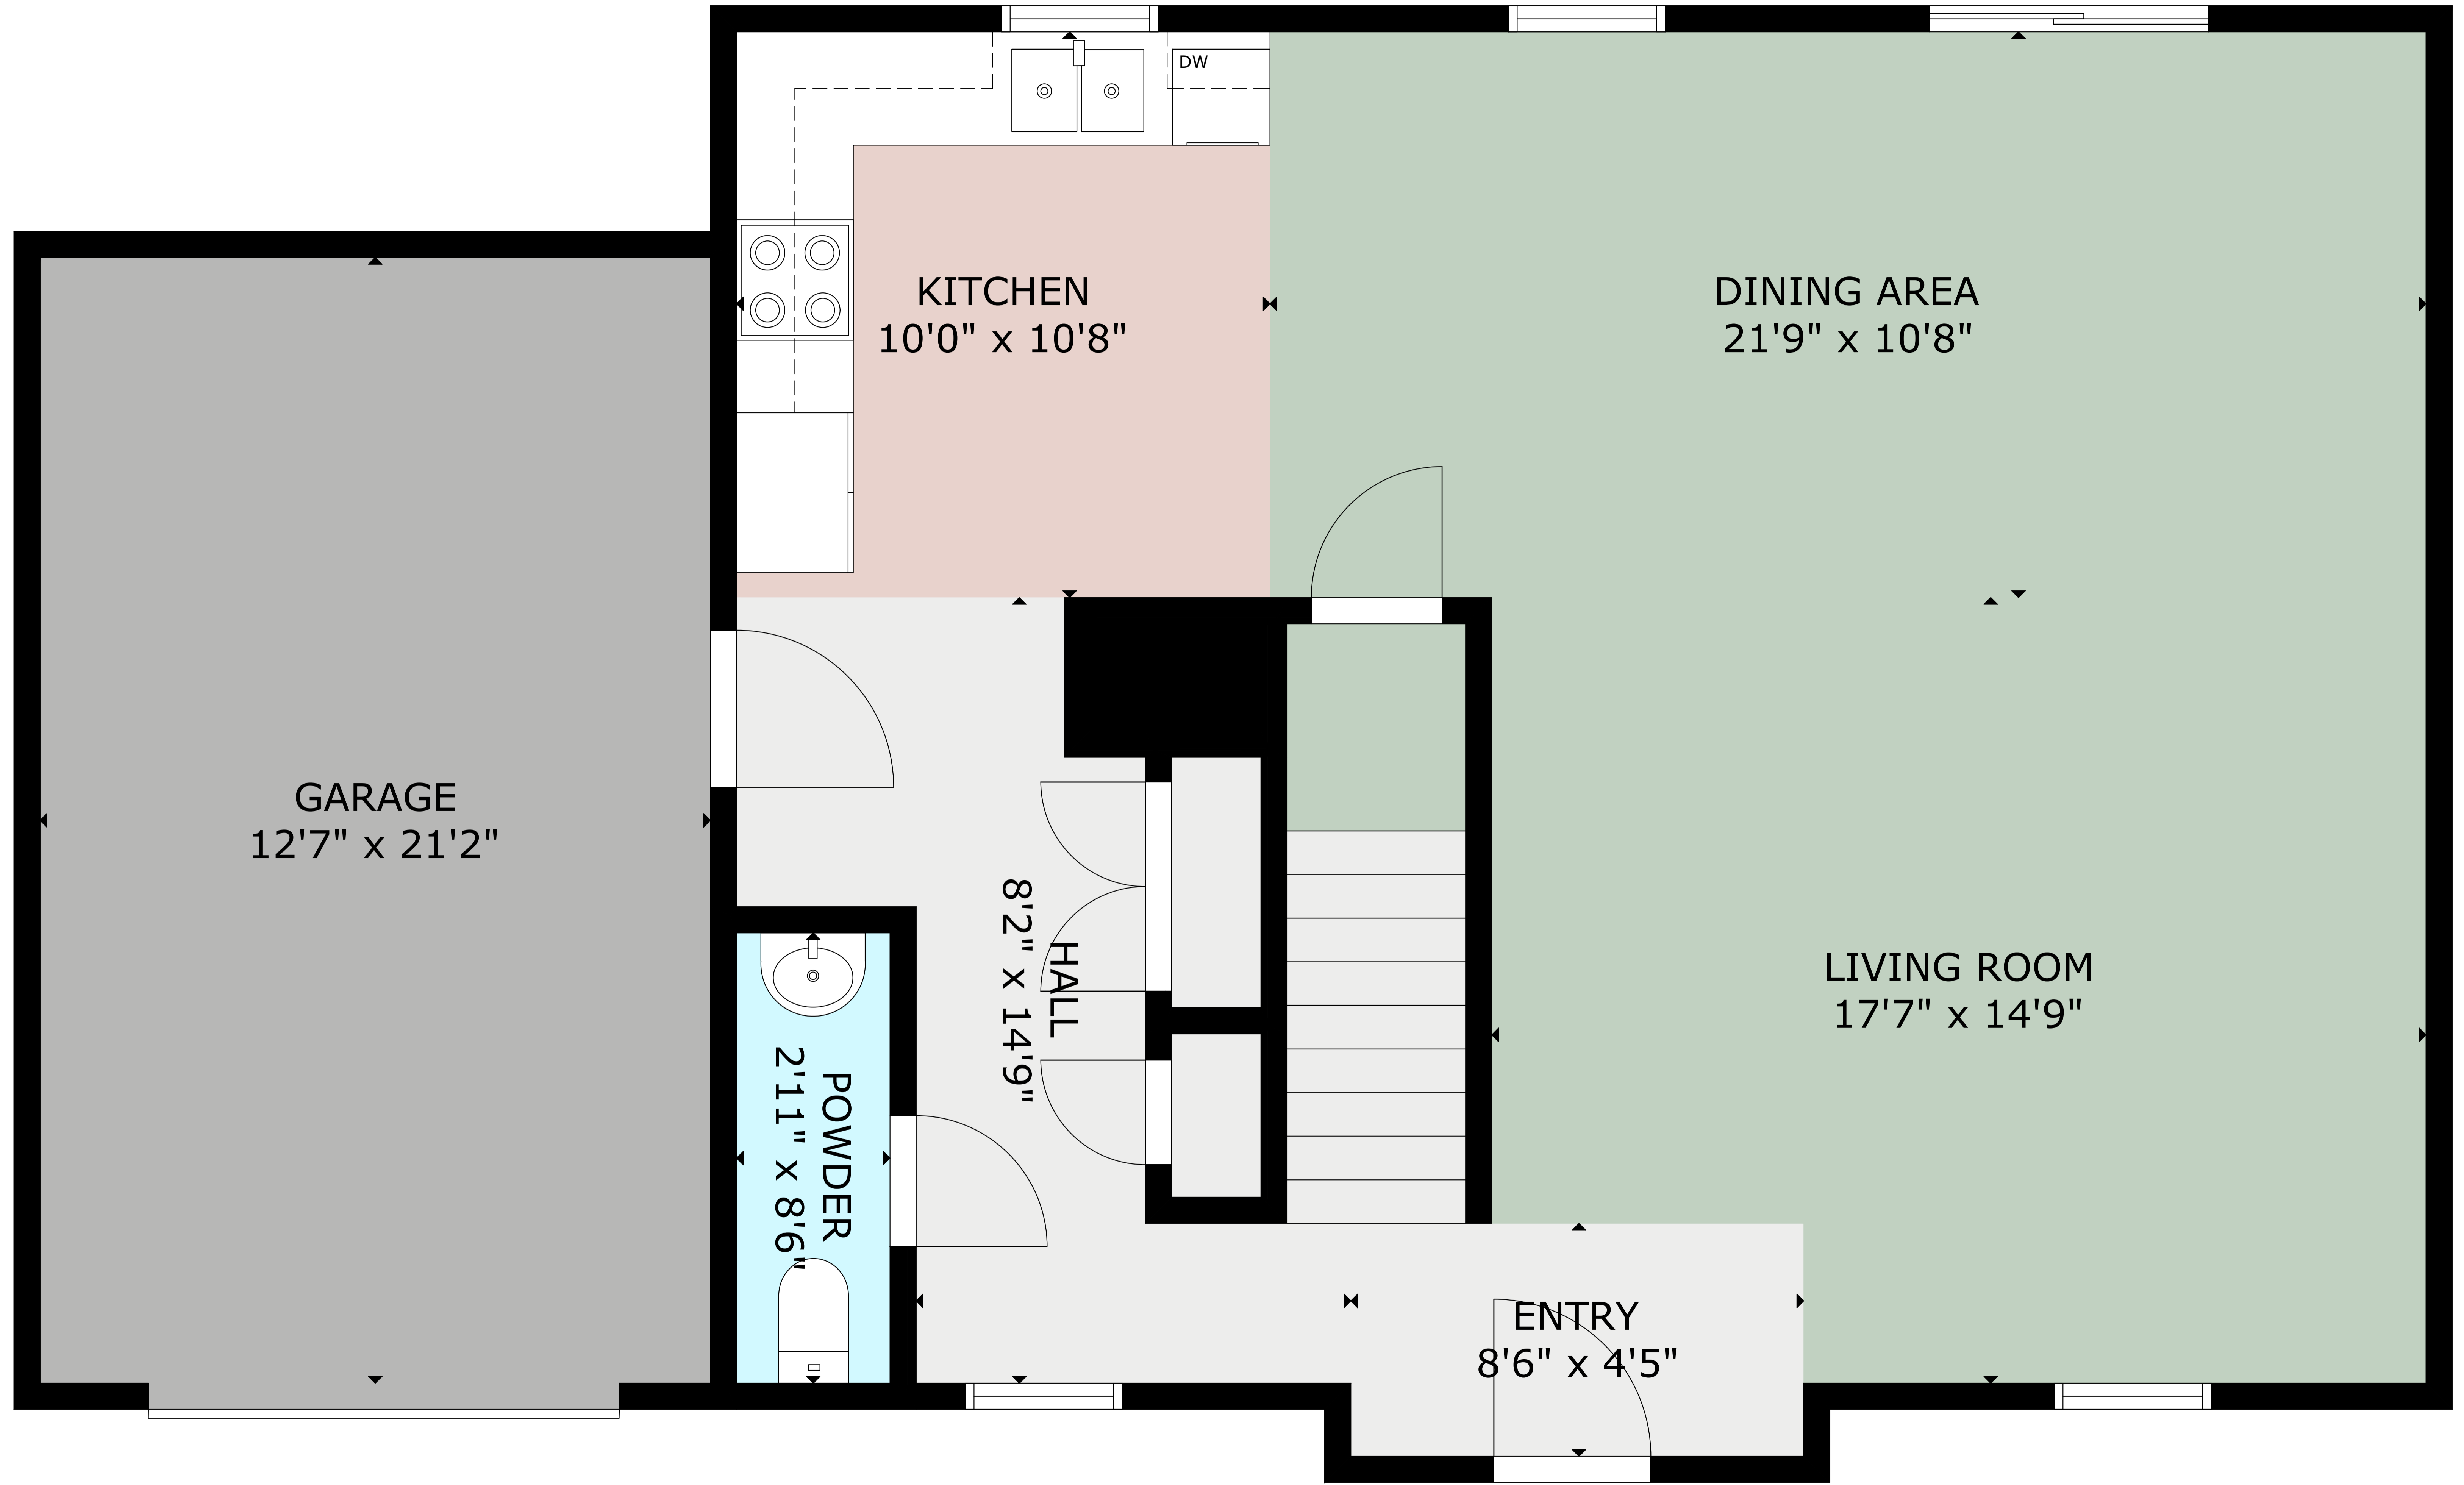 DW
KITCHEN
10'0" x 10'8"
DINING AREA
21'9" x 10'8"
GARAGE
12'7" x 21'2"
HALL
8'2" x 14'9"
LIVING ROOM
17'7" x 14'9"
POWDER
2'11" x 8'6"
ENTRY
8'6" x 4'5"